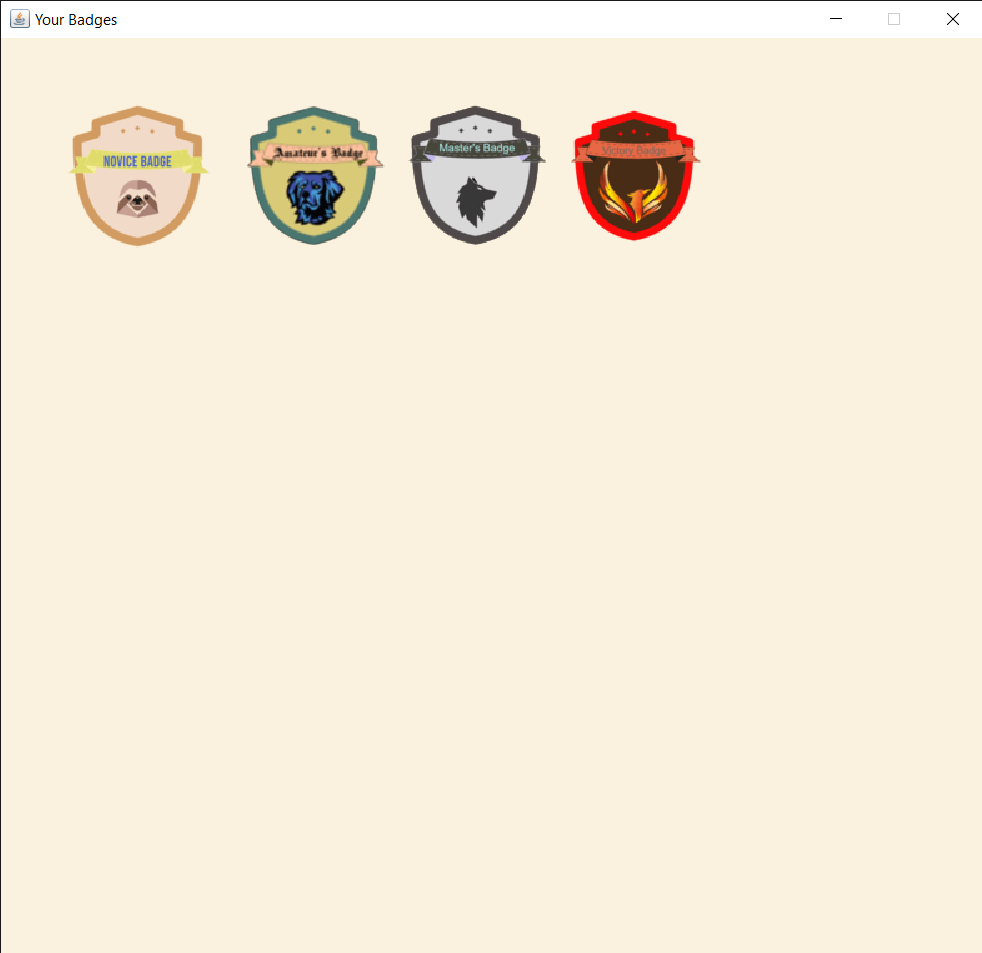 Your Badges
NOVICE BADGE
Amateur's Badge
Master's Badge
Victory Badge